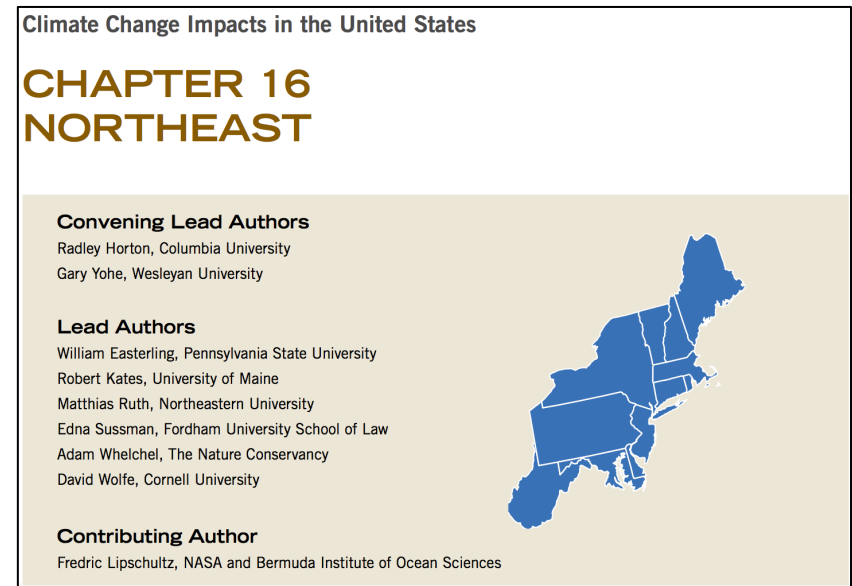 Climate Change Impacts in the United States
CHAPTER 16
NORTHEAST
Convening Lead Authors
Radley Horton, Columbia University
Gary Yohe, Wesleyan University
Lead Authors
William Easterling, Pennsylvania State University
Robert Kates, University of Maine
Matthias Ruth, Northeastern University
Edna Sussman, Fordham University School of Law
Adam Whelchel, The Nature Conservancy
David Wolfe, Cornell University
Contributing Author
Fredric Lipschultz, NASA and Bermuda Institute of Ocean Sciences